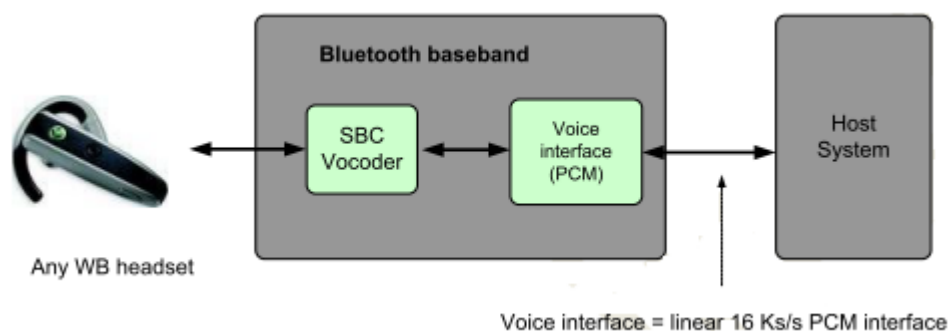 Bluetooth baseband
SBC
Vocoder
Voice
interface
(PCM)
Host
System
Any WB headset
Voice interface = linear 16 Ks/s PCM interface